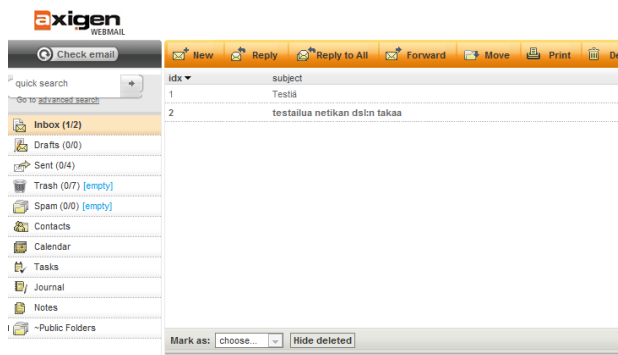 axigen
WEBMAIL
Check email
New Reply Reply to All Forward Move Print
quick search
Go to advanced search
idx subject
1 Testiá
2 testailua netikan dsl:n takaa
Inbox (1/2)
Drafts (0/0)
Sent (0/4)
Trash (0/7) [empty]
Spam (0/0) [empty]
Contacts
Calendar
Tasks
Journal
Notes
~Public Folders
Mark as: choose... Hide deleted